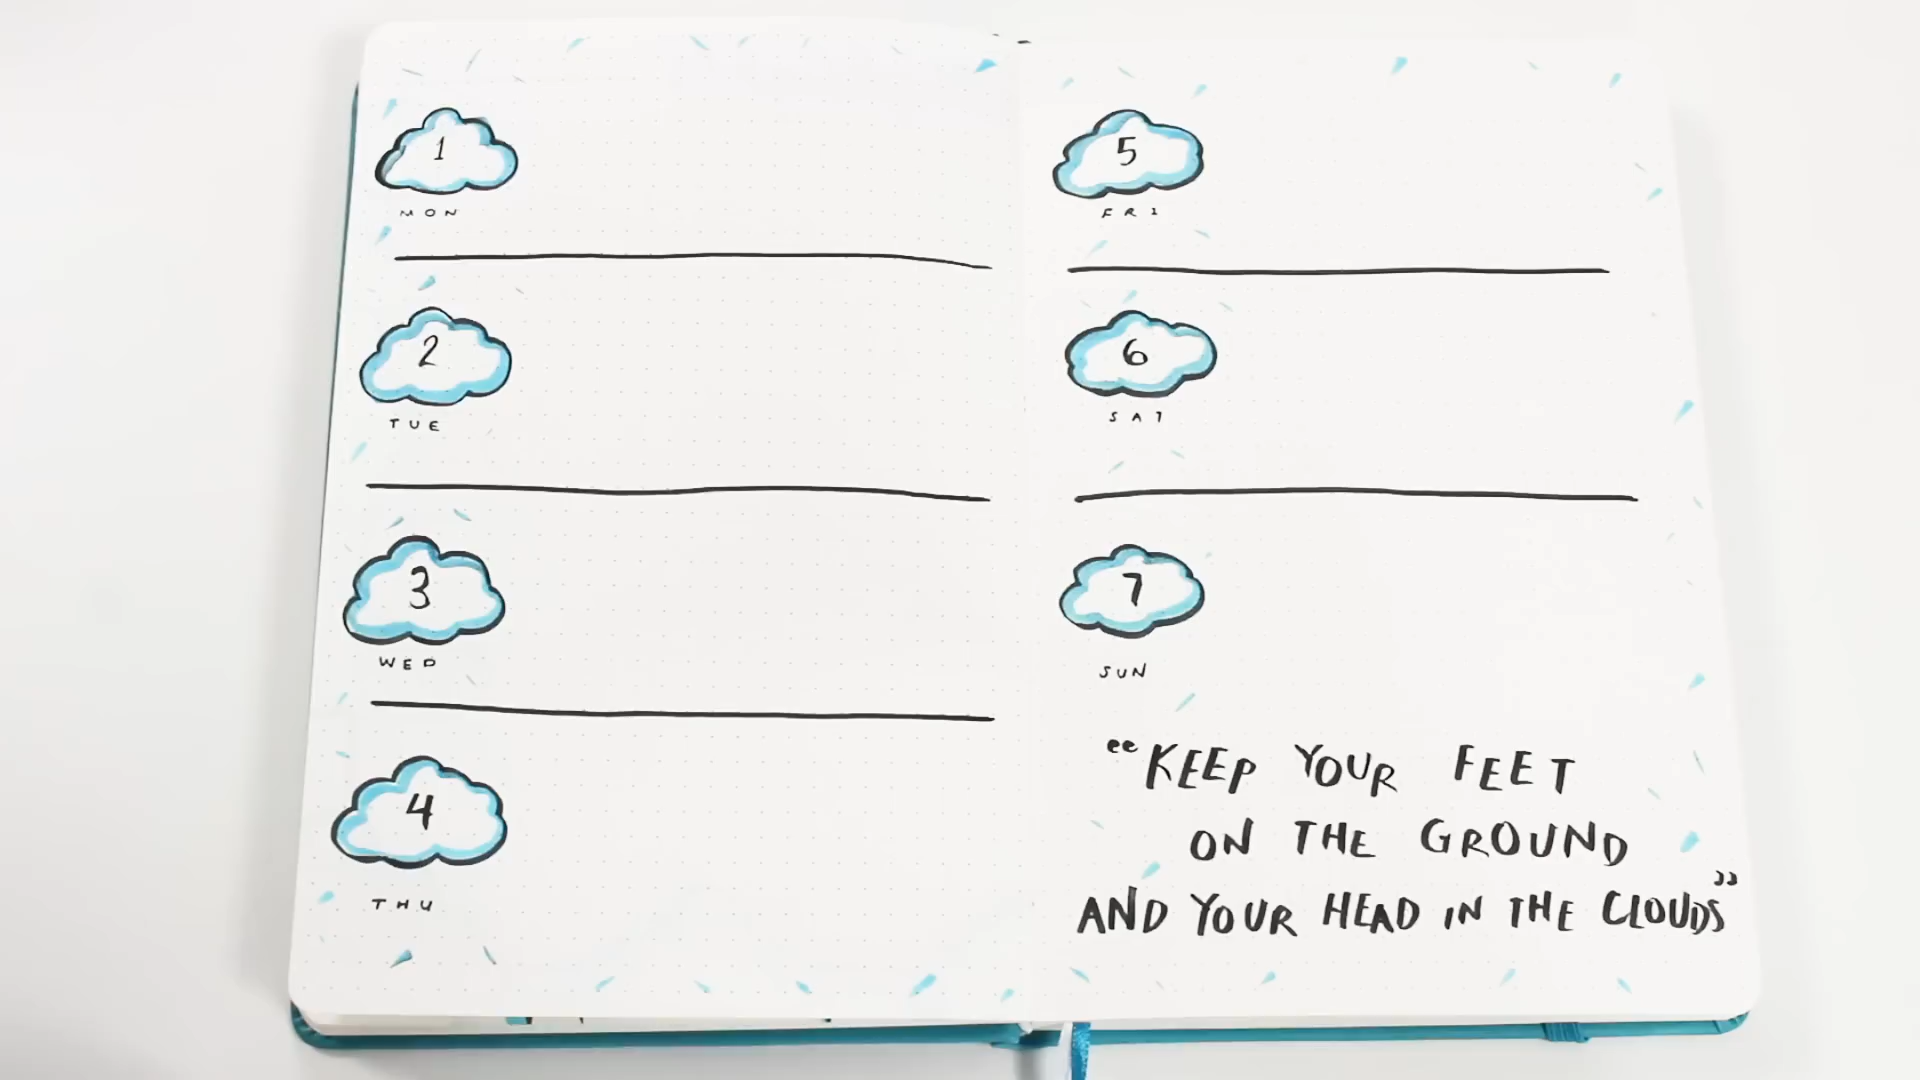 1
MON
2
TUE
3
WED
4
THU
5
FRI
6
SAT
7
SUN
“KEEP YOUR FEET
ON THE GROUND
AND YOUR HEAD IN THE CLOUDS”